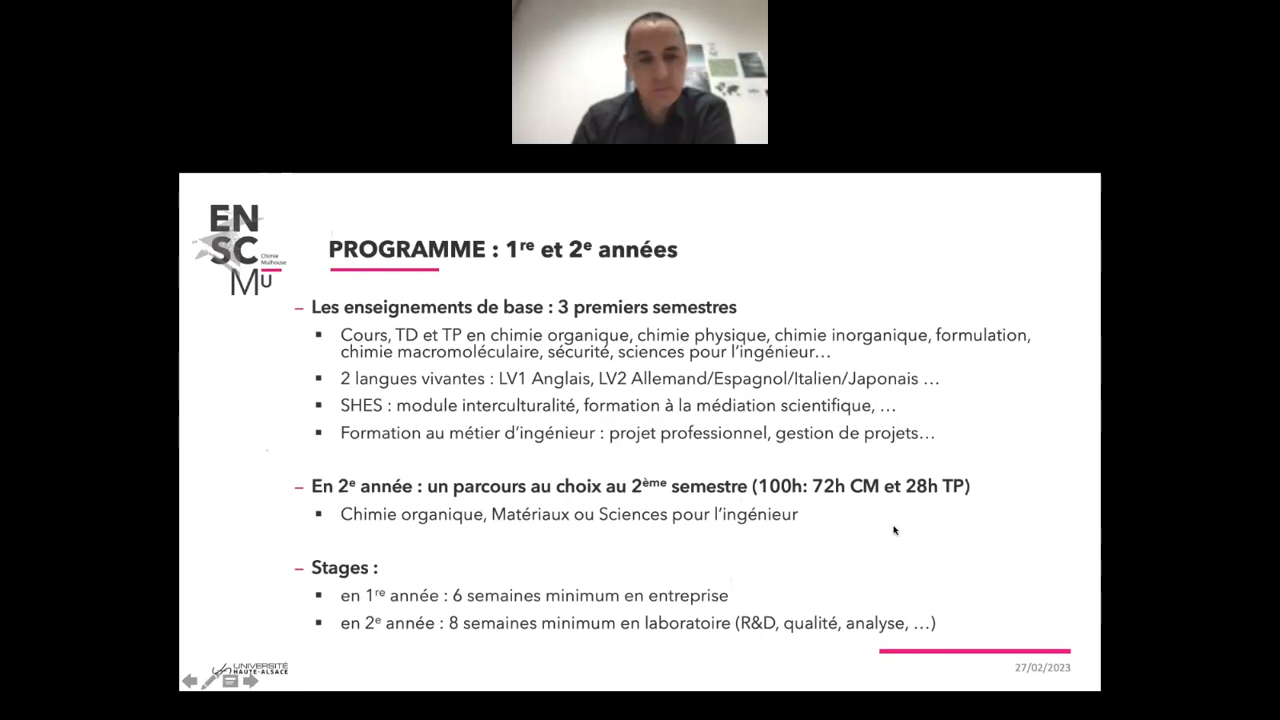 EN
SC
Chimie
Mulhouse
MU
PROGRAMME : 1re et 2e années
– Les enseignements de base : 3 premiers semestres
▪ Cours, TD et TP en chimie organique, chimie physique, chimie inorganique, formulation,
chimie macromoléculaire, sécurité, sciences pour l’ingénieur…
▪ 2 langues vivantes : LV1 Anglais, LV2 Allemand/Espagnol/Italien/Japonais …
▪ SHES : module interculturalité, formation à la médiation scientifique, …
▪ Formation au métier d’ingénieur : projet professionnel, gestion de projets…
– En 2e année : un parcours au choix au 2ème semestre (100h: 72h CM et 28h TP)
▪ Chimie organique, Matériaux ou Sciences pour l’ingénieur
– Stages :
▪ en 1re année : 6 semaines minimum en entreprise
▪ en 2e année : 8 semaines minimum en laboratoire (R&D, qualité, analyse, …)
UNIVERSITÉ
HAUTE-ALSACE
27/02/2023